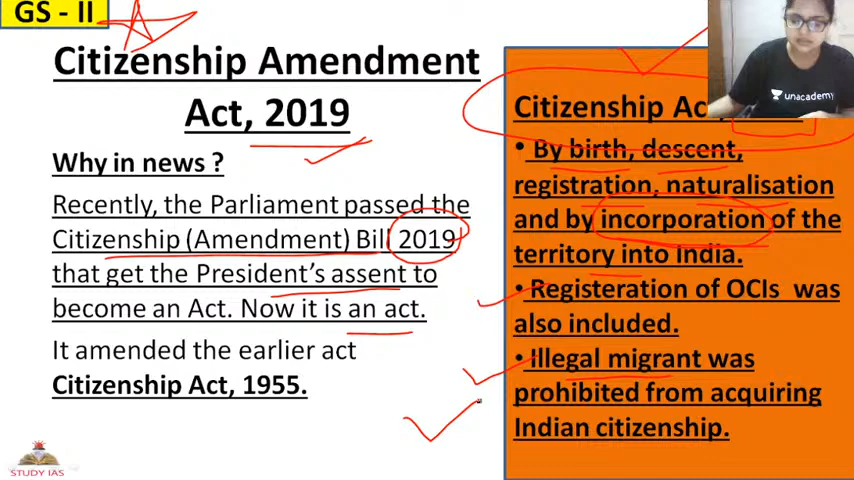 GS - II
Citizenship Amendment
Act, 2019
Why in news ?
Recently, the Parliament passed the
Citizenship (Amendment) Bill 2019
that get the President's assent to
become an Act. Now it is an act.
It amended the earlier act
Citizenship Act, 1955.
STUDY IAS
unacademy
Citizenship Ac
• By birth, descent,
registration, naturalisation
and by incorporation of the
territory into India.
• Registeration of OCIs was
also included.
• Illegal migrant was
prohibited from acquiring
Indian citizenship.